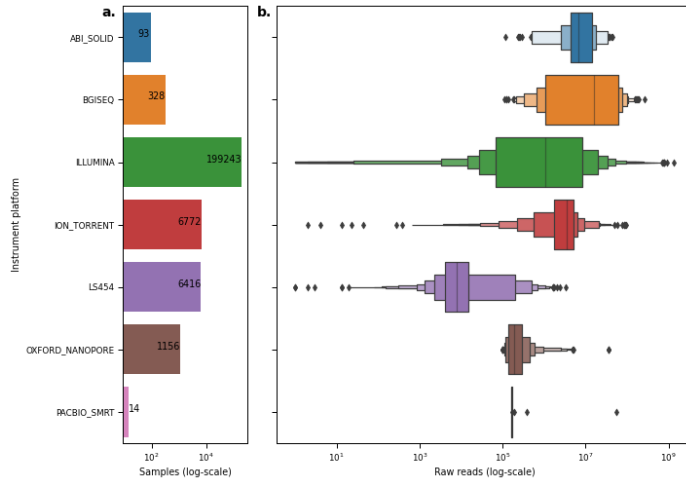 a.
b.
Instrument platform
ABI_SOLID
93
BGISEQ
328
ILLUMINA
199243
ION_TORRENT
6772
LS454
6416
OXFORD_NANOPORE
1156
PACBIO_SMRT
14
10² 10⁴
Samples (log-scale)
10¹ 10³ 10⁵ 10⁷ 10⁹
Raw reads (log-scale)